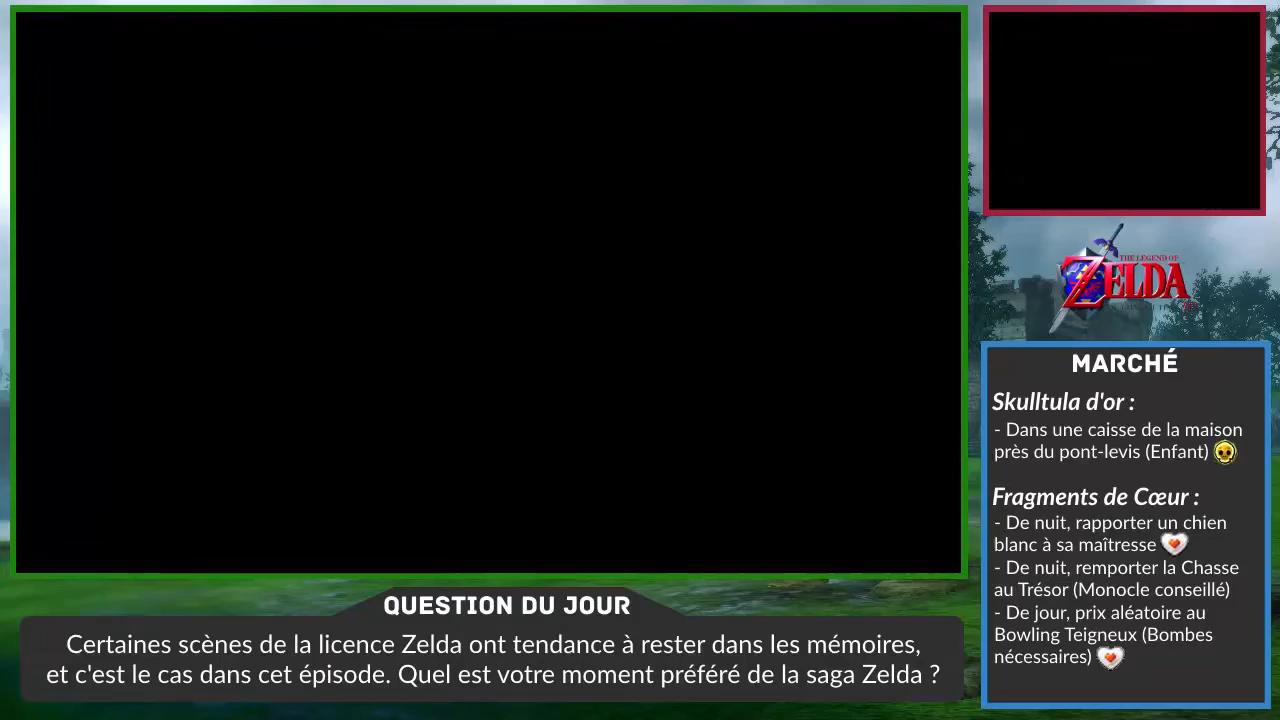 THE LEGEND OF
ZELDA
MARCHÉ
Skulltula d'or :
- Dans une caisse de la maison
près du pont-levis (Enfant)
Fragments de Cœur :
- De nuit, rapporter un chien
blanc à sa maîtresse
- De nuit, remporter la Chasse
au Trésor (Monocle conseillé)
- De jour, prix aléatoire au
Bowling Teigneux (Bombes
nécessaires)
QUESTION DU JOUR
Certaines scènes de la licence Zelda ont tendance à rester dans les mémoires,
et c'est le cas dans cet épisode. Quel est votre moment préféré de la saga Zelda ?